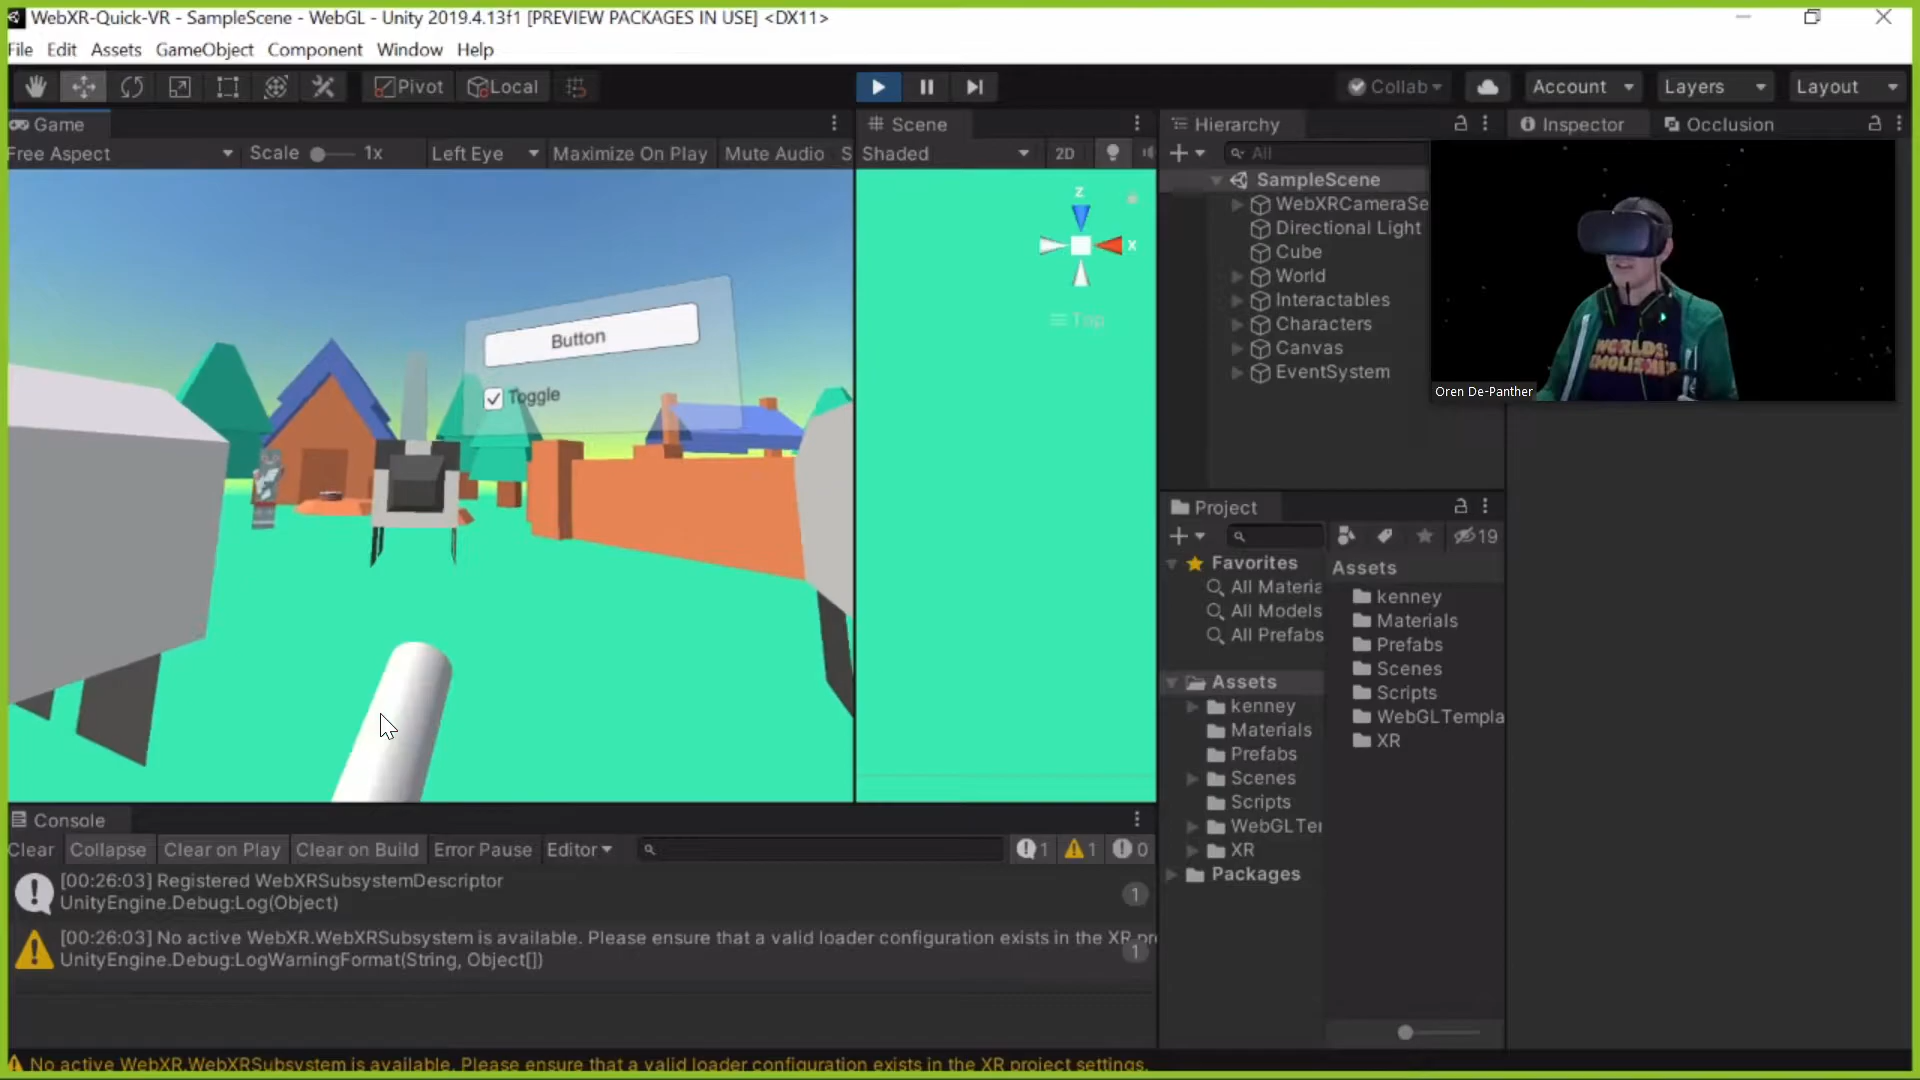 WebXR-Quick-VR - SampleScene - WebGL - Unity 2019.4.13f1 [PREVIEW PACKAGES IN USE] <DX11>
File Edit Assets GameObject Component Window Help
Pivot Local Collab Account Layers Layout
Game
Free Aspect Scale 1x Left Eye Maximize On Play Mute Audio S
Button
Toggle
Scene
Shaded 2D
z
x
Top
Hierarchy
All
SampleScene
WebXRCameraSe
Directional Light
Cube
World
Interactables
Characters
Canvas
EventSystem
Inspector Occlusion
WORLDS
Oren De-Panther
Project
19
Favorites
All Materia
All Models
All Prefabs
Assets
kenney
Materials
Prefabs
Scenes
Scripts
WebGLTer
XR
Packages
Assets
kenney
Materials
Prefabs
Scenes
Scripts
WebGLTempla
XR
Console
Clear Collapse Clear on Play Clear on Build Error Pause Editor 1 1 0
[00:26:03] Registered WebXRSubsystemDescriptor
UnityEngine.Debug:Log(Object)
1
[00:26:03] No active WebXR.WebXRSubsystem is available. Please ensure that a valid loader configuration exists in the XR pr
UnityEngine.Debug:LogWarningFormat(String, Object[])
1
No active WebXR.WebXRSubsystem is available. Please ensure that a valid loader configuration exists in the XR project settings.